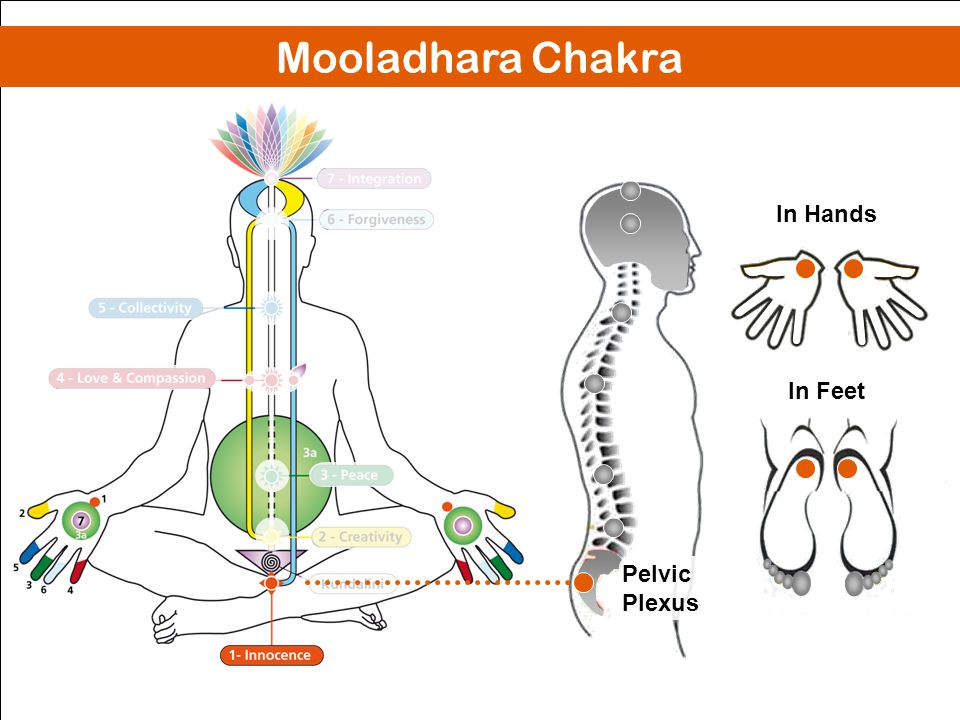 Mooladhara Chakra
7 - Integration
6 - Forgiveness
5 - Collectivity
4 - Love & Compassion
3a
3 - Peace
2 - Creativity
Kundalini
1- Innocence
1
2
7
3a
5
3
6
4
Pelvic
Plexus
In Hands
In Feet